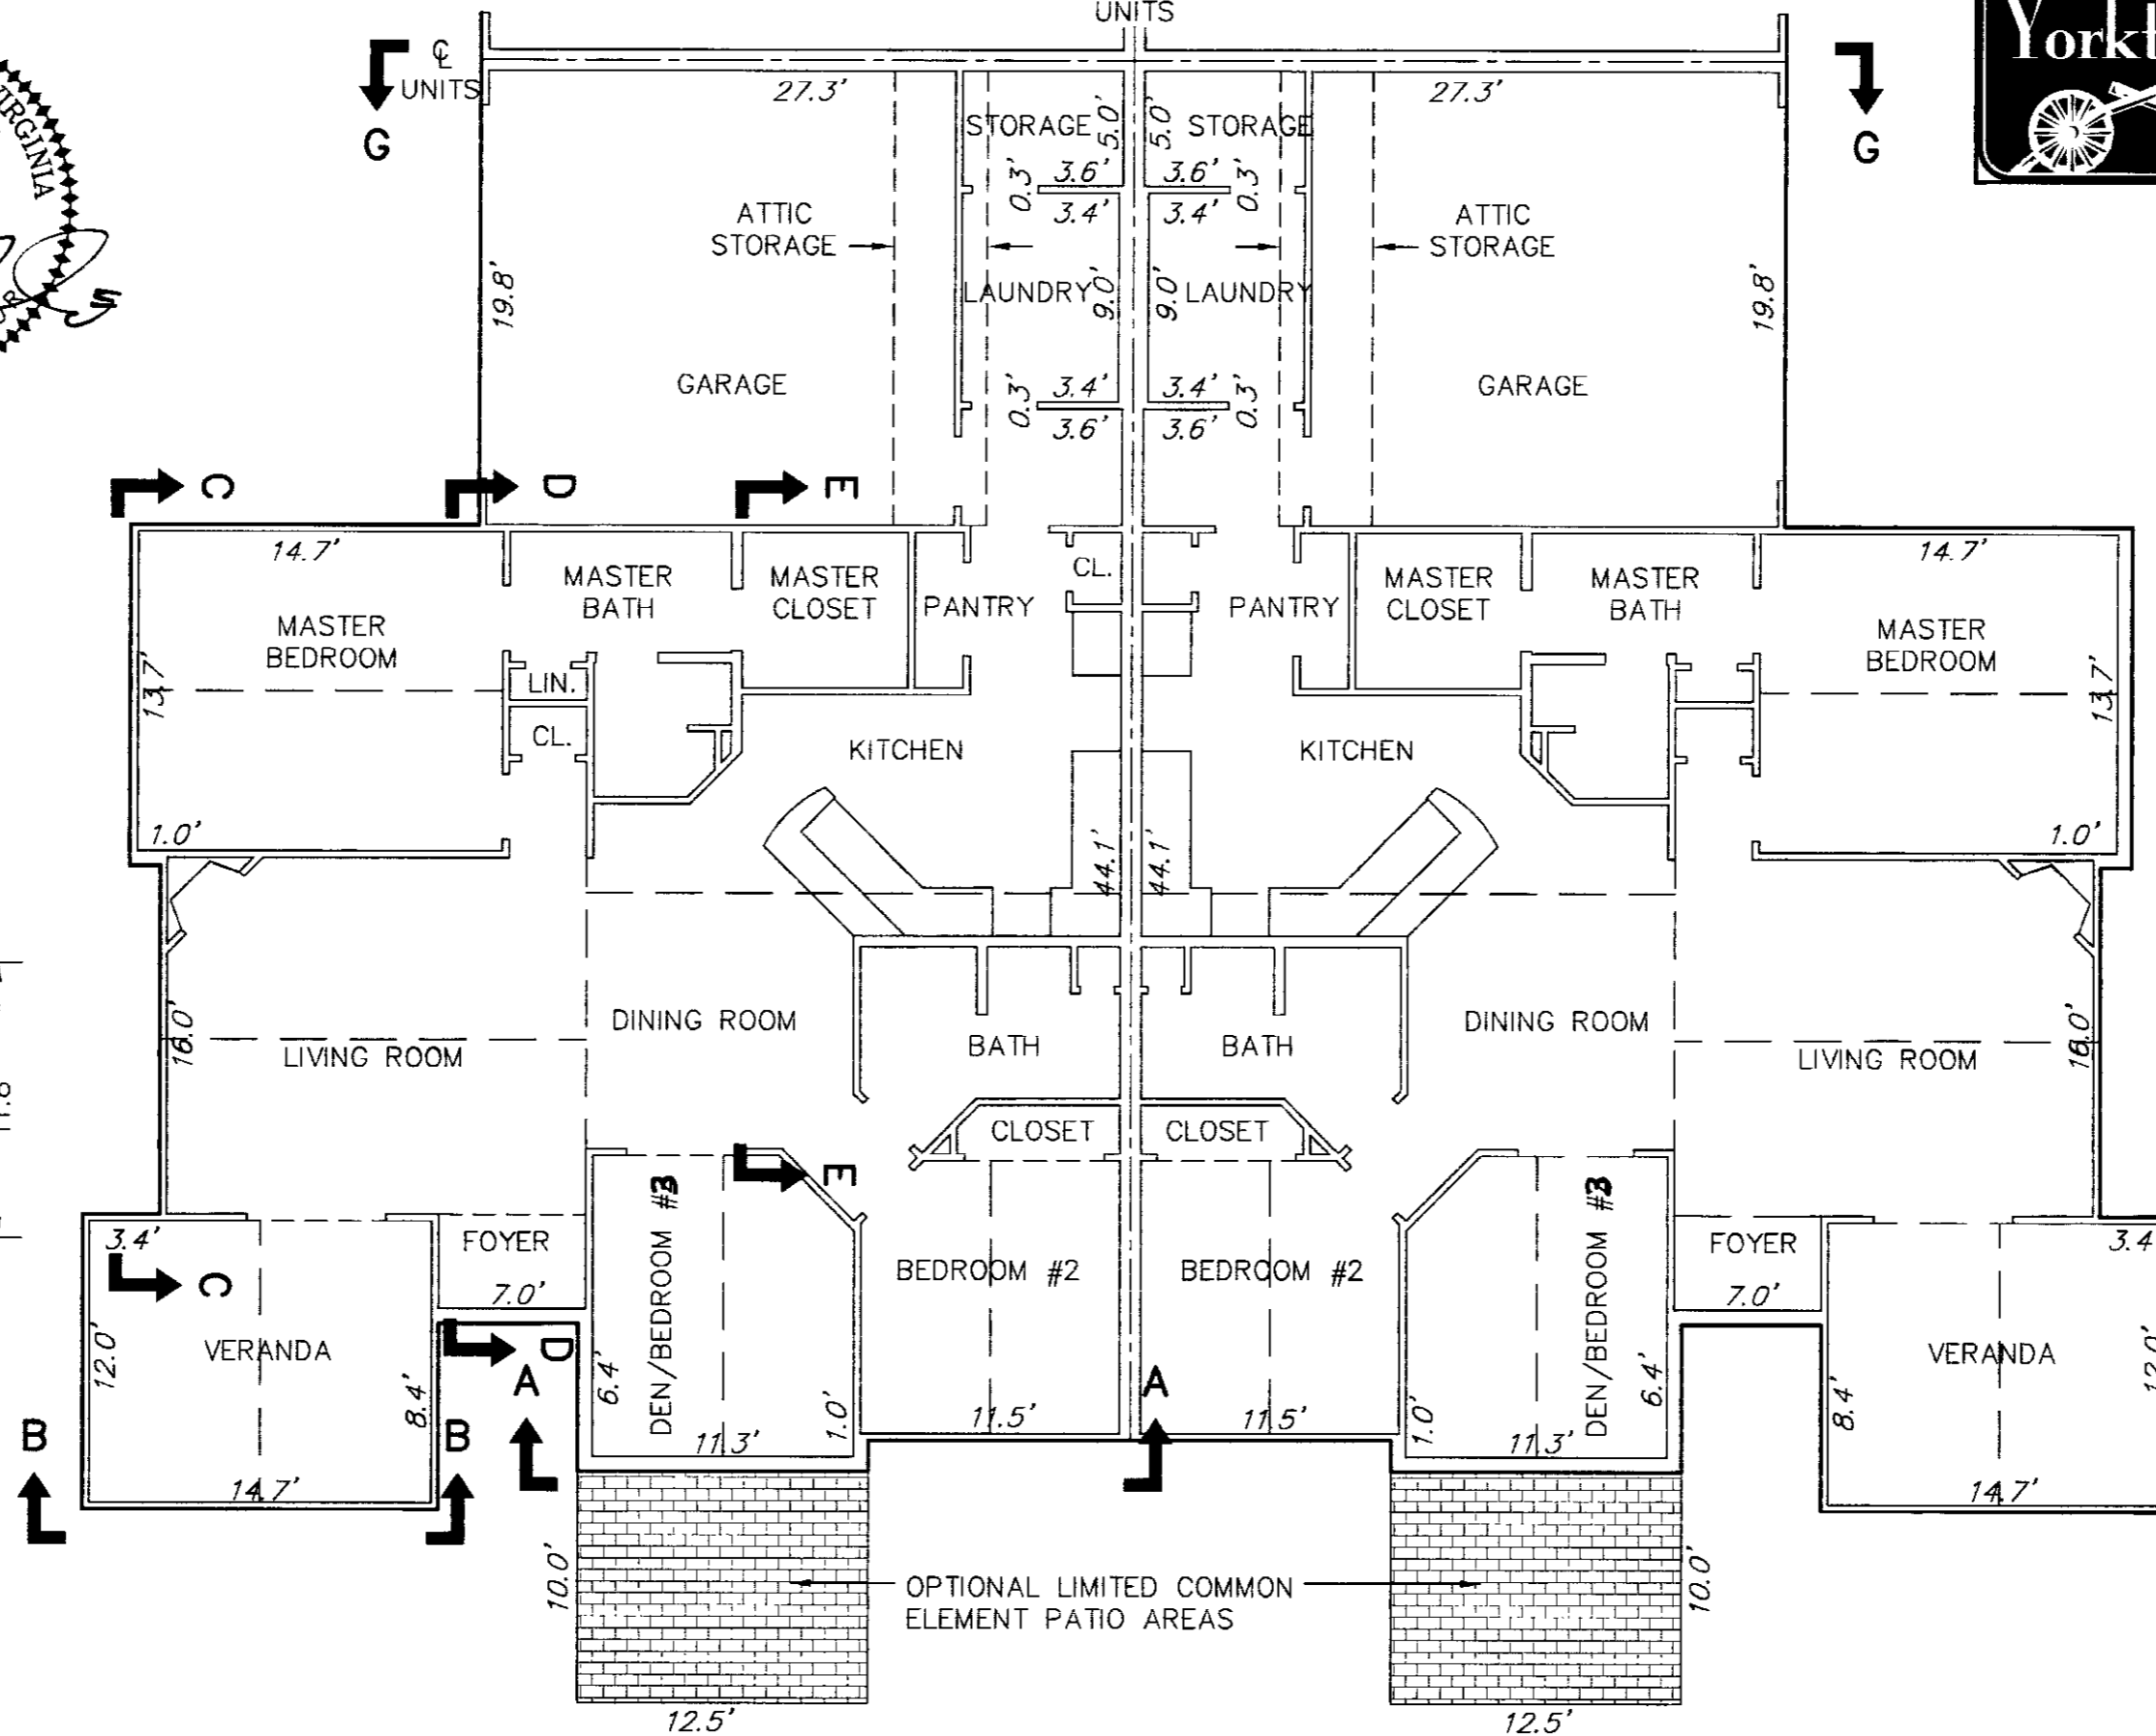 UNITS
℄
UNITS
G
27.3'
27.3'
G
Yorkt
VIRGINIA
STORAGE
5.0'
5.0'
STORAGE
0.3'
3.6'
3.6'
0.3'
3.4'
3.4'
ATTIC
STORAGE
ATTIC
STORAGE
19.8'
LAUNDRY
9.0'
9.0'
LAUNDRY
19.8'
GARAGE
0.3'
3.4'
3.4'
0.3'
GARAGE
3.6'
3.6'
C
D
E
14.7'
MASTER
BATH
MASTER
CLOSET
PANTRY
CL.
PANTRY
MASTER
CLOSET
MASTER
BATH
14.7'
MASTER
BEDROOM
MASTER
BEDROOM
13.7'
LIN.
13.7'
CL.
KITCHEN
KITCHEN
1.0'
44.1'
44.1'
1.0'
16.0'
LIVING ROOM
DINING ROOM
BATH
BATH
DINING ROOM
LIVING ROOM
16.0'
CLOSET
CLOSET
E
3.4'
C
FOYER
7.0'
DEN/BEDROOM #3
BEDROOM #2
BEDROOM #2
DEN/BEDROOM #3
FOYER
7.0'
3.4
12.0'
VERANDA
8.4'
D
A
6.4'
1.0'
A
1.0'
6.4'
8.4'
VERANDA
12.0'
B
B
14.7'
11.3'
11.5'
11.5'
11.3'
14.7'
10.0'
OPTIONAL LIMITED COMMON
ELEMENT PATIO AREAS
10.0'
12.5'
12.5'